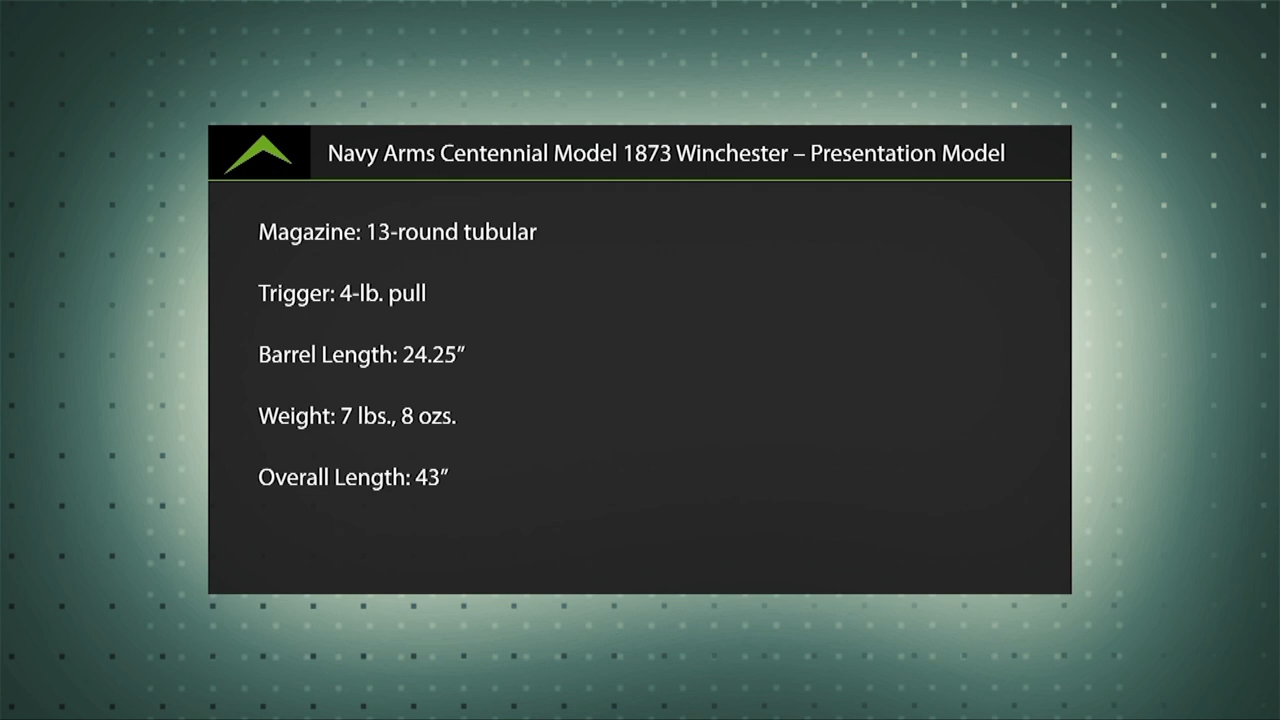 Navy Arms Centennial Model 1873 Winchester – Presentation Model
Magazine: 13-round tubular
Trigger: 4-lb. pull
Barrel Length: 24.25”
Weight: 7 lbs., 8 ozs.
Overall Length: 43”